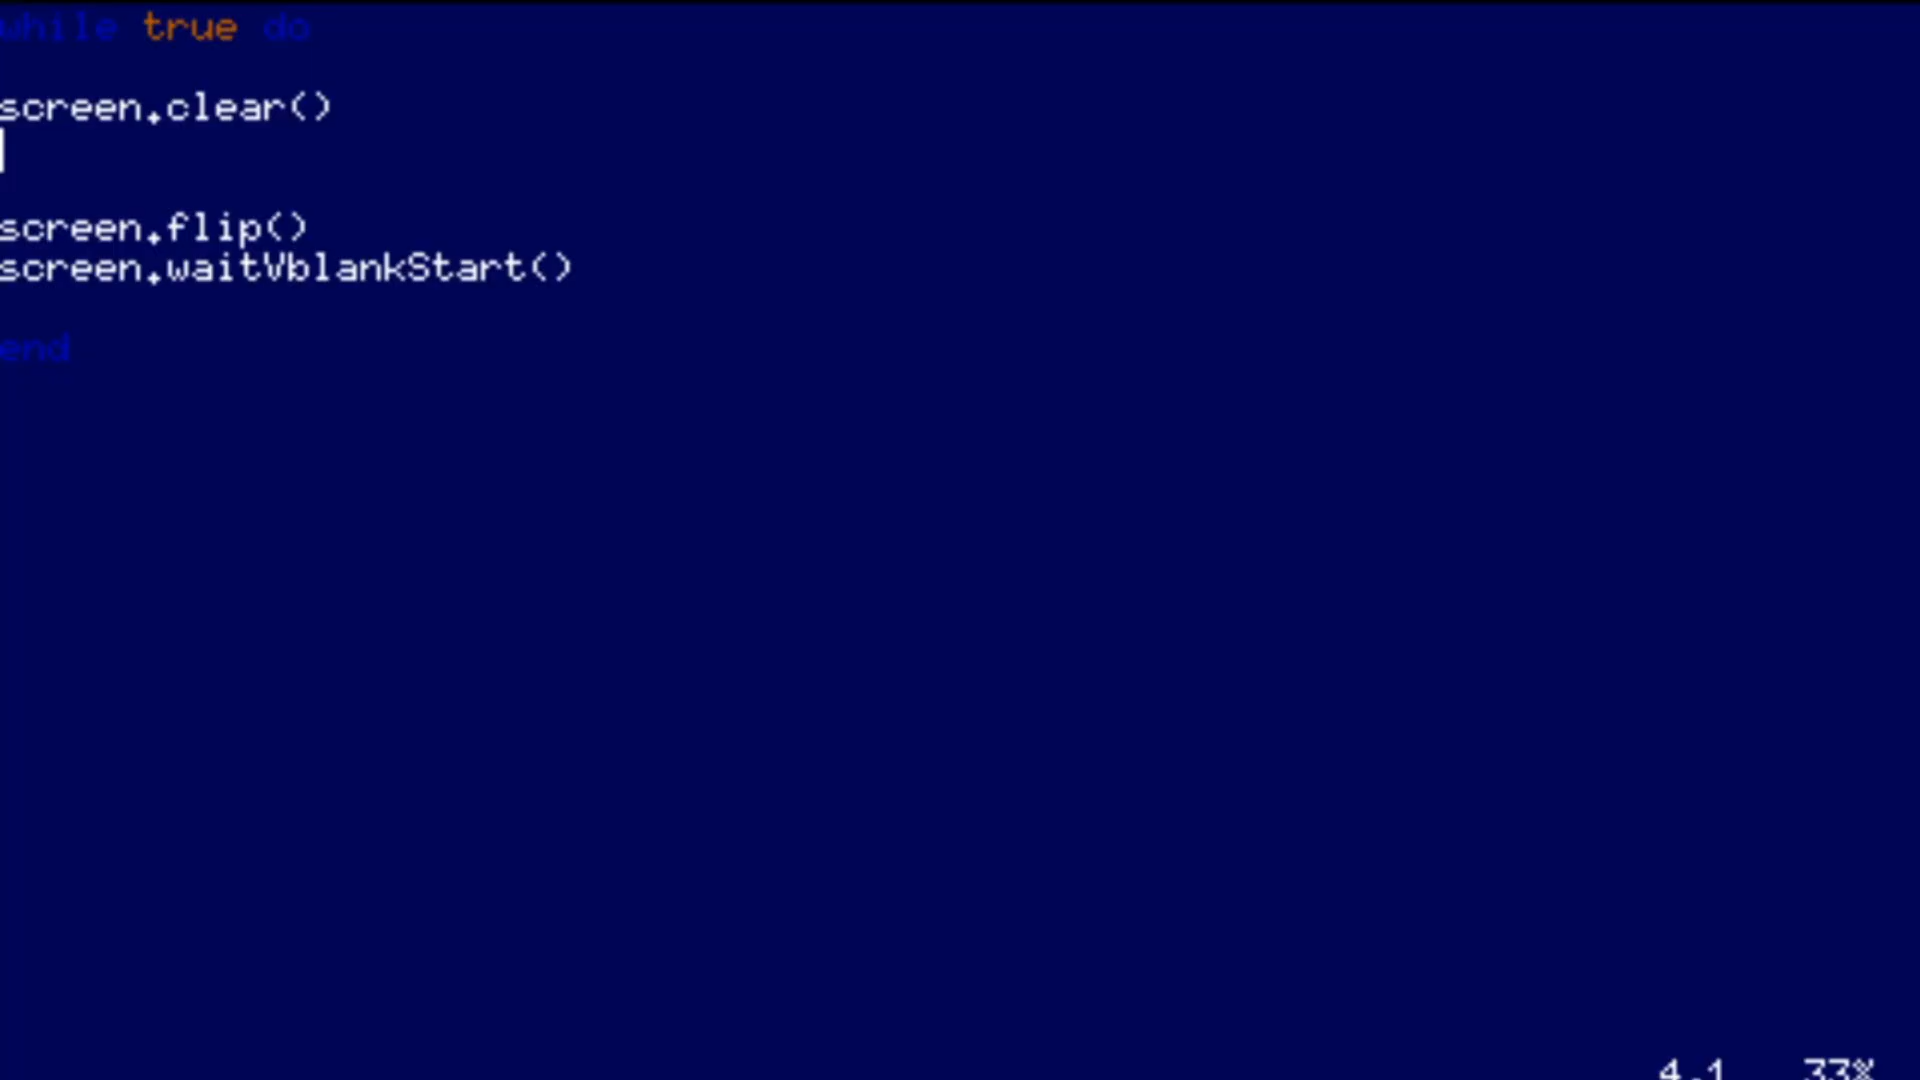 while true do
screen.clear()
screen.flip()
screen.waitVblankStart()
end
4,1 33%